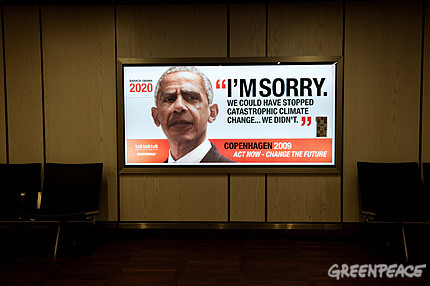 BARACK OBAMA
2020
“I'M SORRY.
WE COULD HAVE STOPPED
CATASTROPHIC CLIMATE
CHANGE... WE DIDN'T.”
tcktcktck
COPENHAGEN 2009
ACT NOW - CHANGE THE FUTURE
GREENPEACE